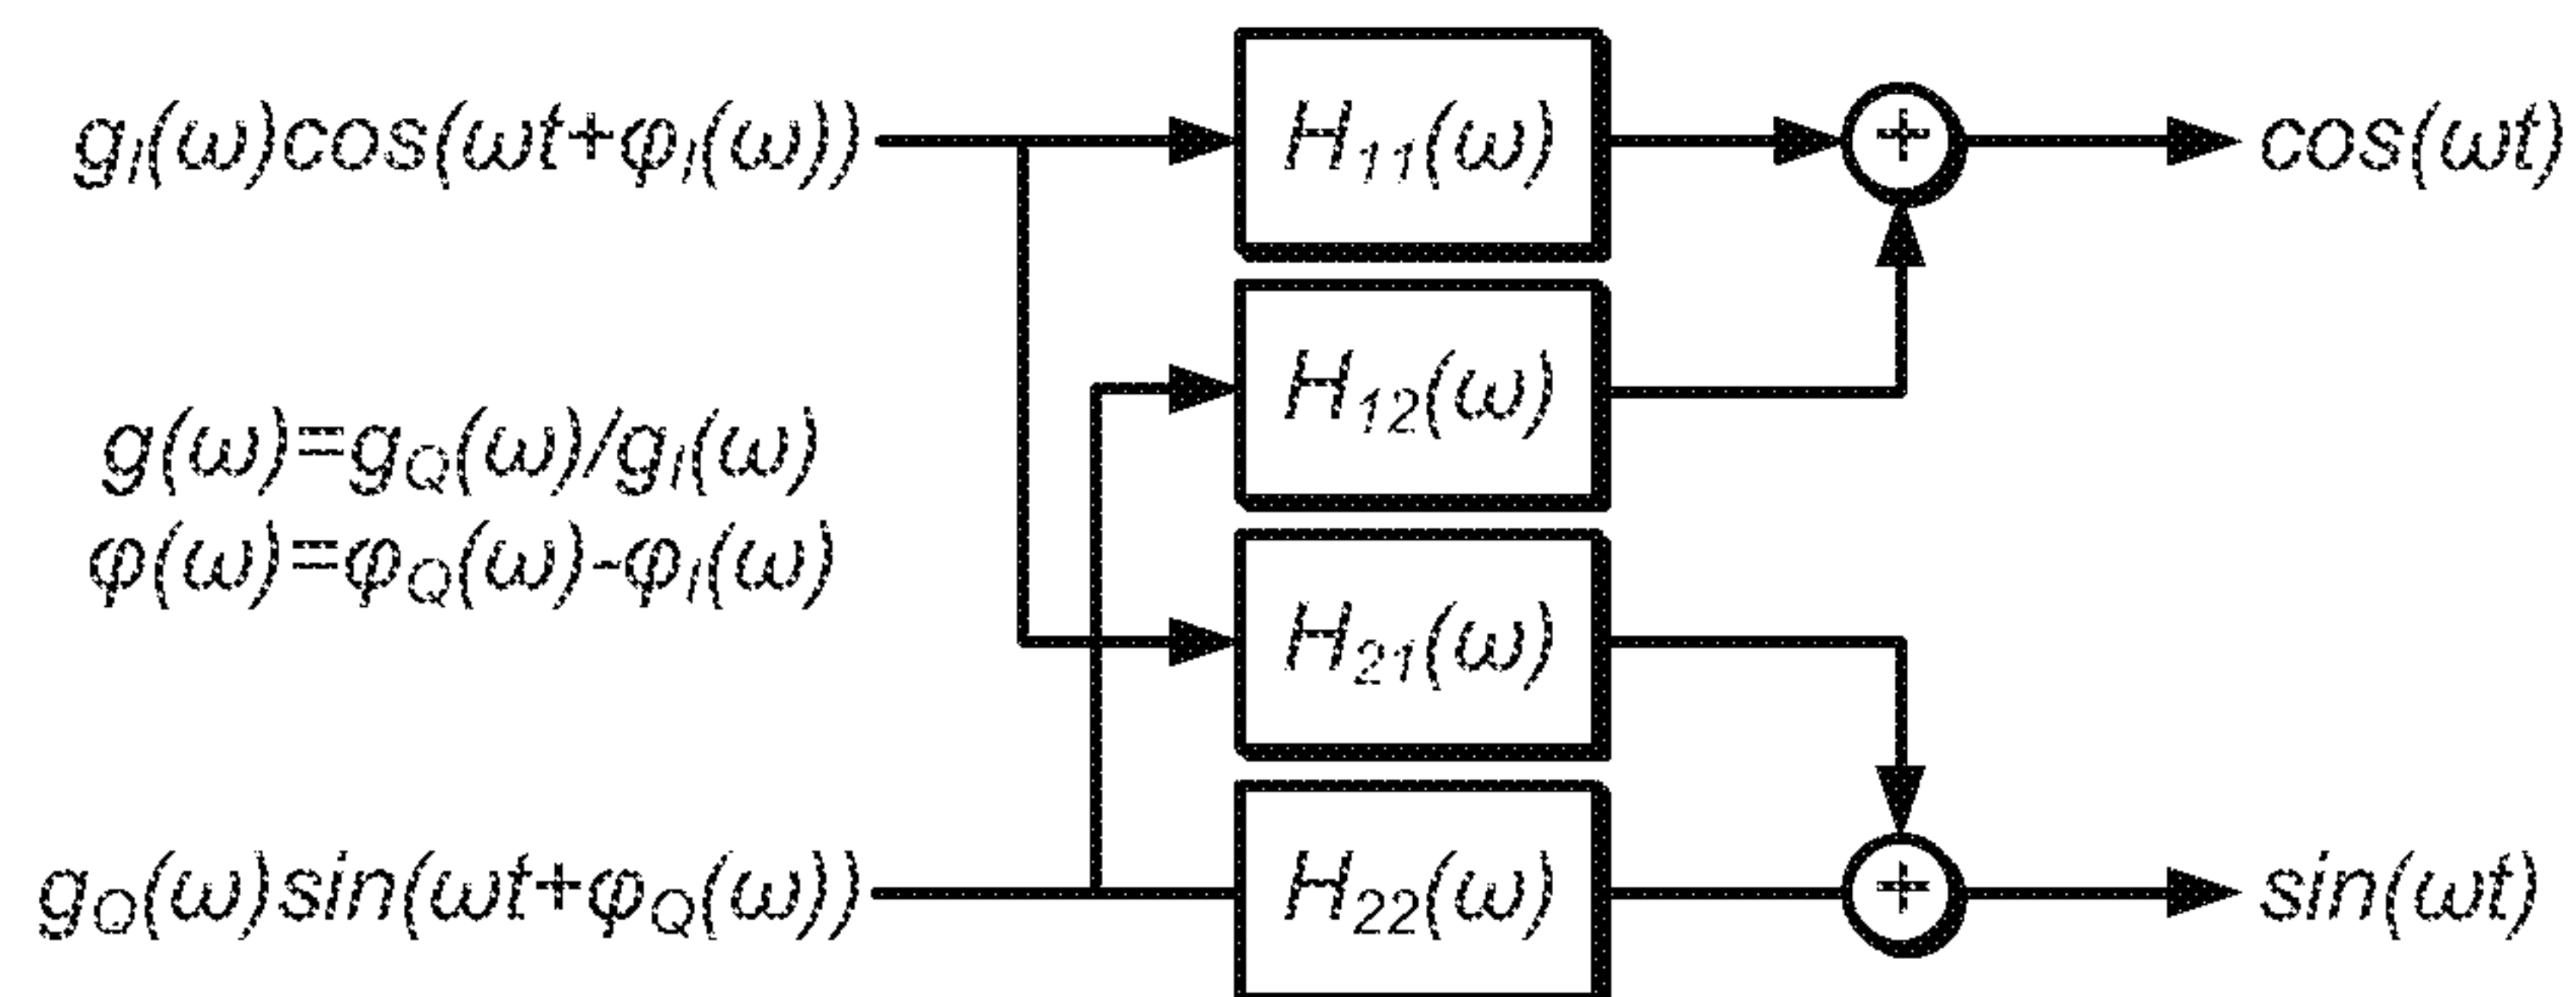 g_I(ω)cos(ωt+φ_I(ω))
H_11(ω)
+
cos(ωt)
H_12(ω)
g(ω)=g_Q(ω)/g_I(ω)
φ(ω)=φ_Q(ω)-φ_I(ω)
H_21(ω)
g_Q(ω)sin(ωt+φ_Q(ω))
H_22(ω)
+
sin(ωt)